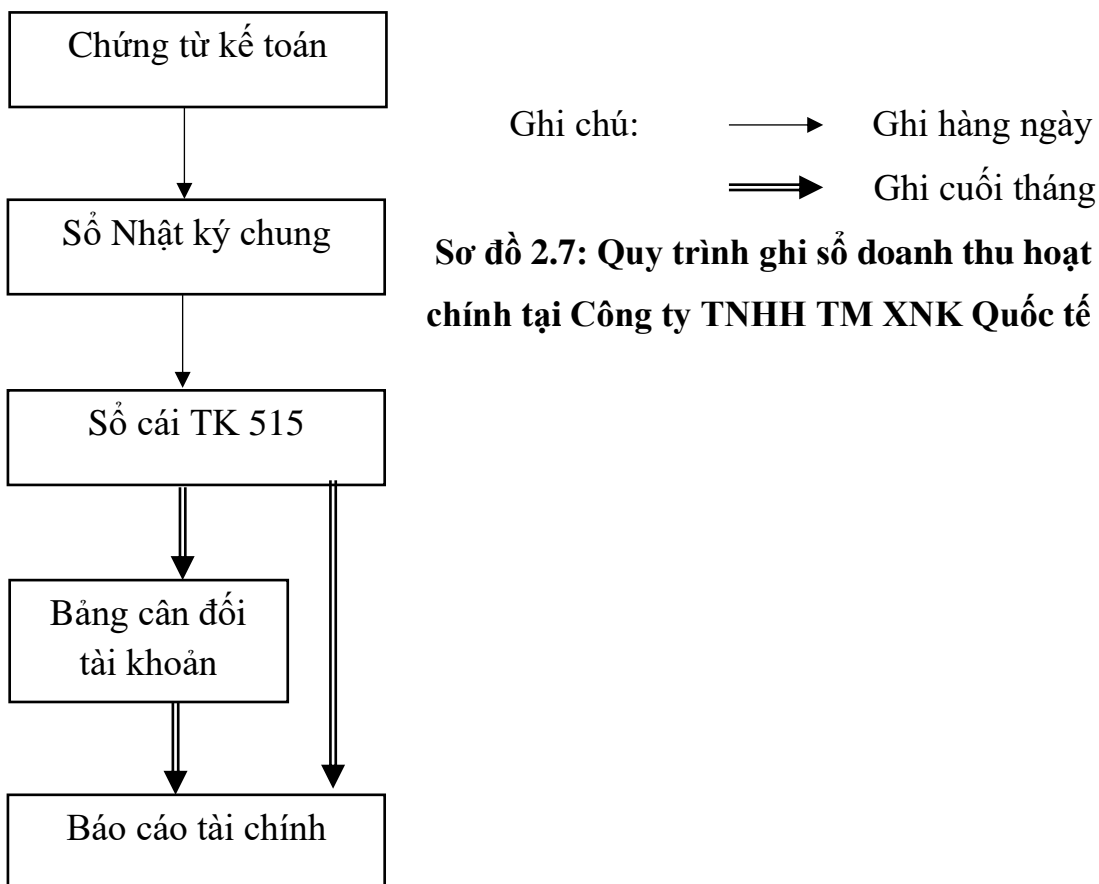 Chứng từ kế toán
Ghi chú:
Ghi hàng ngày
Ghi cuối tháng
Sổ Nhật ký chung
Sơ đồ 2.7: Quy trình ghi sổ doanh thu hoạt
chính tại Công ty TNHH TM XNK Quốc tế
Sổ cái TK 515
Bảng cân đối
tài khoản
Báo cáo tài chính